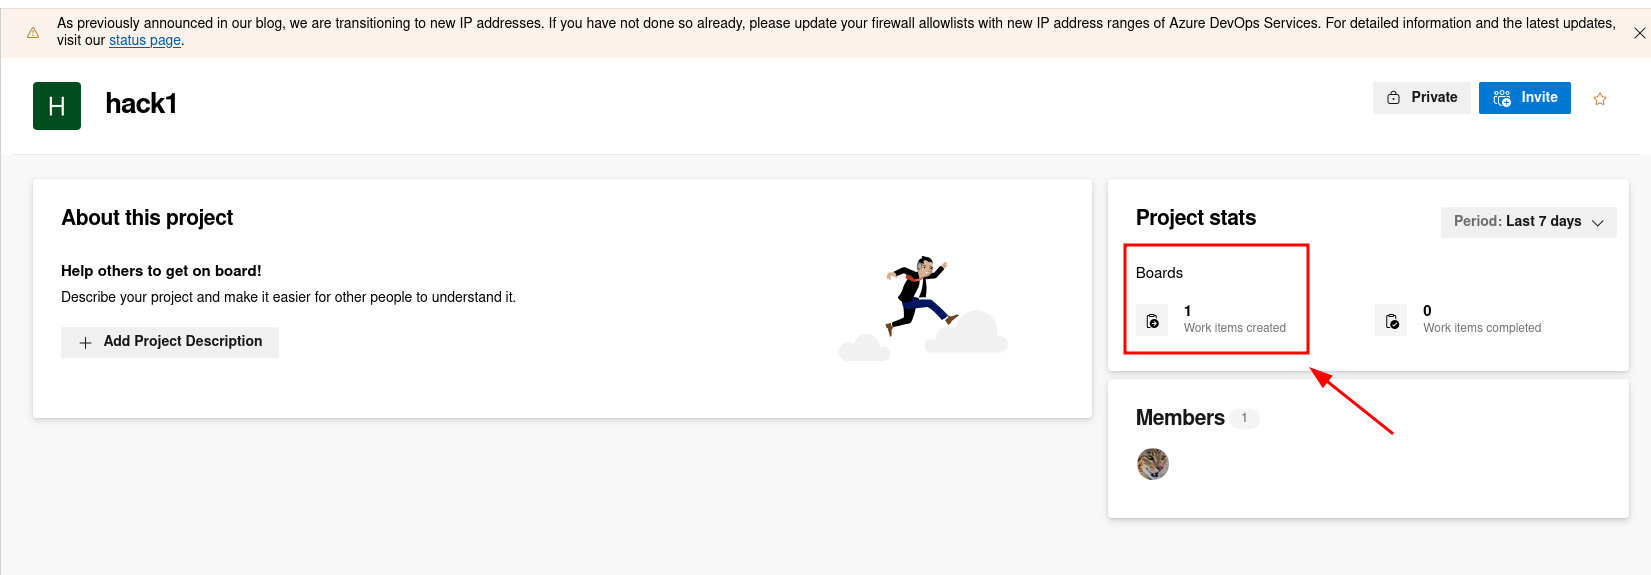 As previously announced in our blog, we are transitioning to new IP addresses. If you have not done so already, please update your firewall allowlists with new IP address ranges of Azure DevOps Services. For detailed information and the latest updates,
visit our status page.
H
hack1
Private
Invite
About this project
Help others to get on board!
Describe your project and make it easier for other people to understand it.
Add Project Description
Project stats
Period: Last 7 days
Boards
1
Work items created
0
Work items completed
Members 1